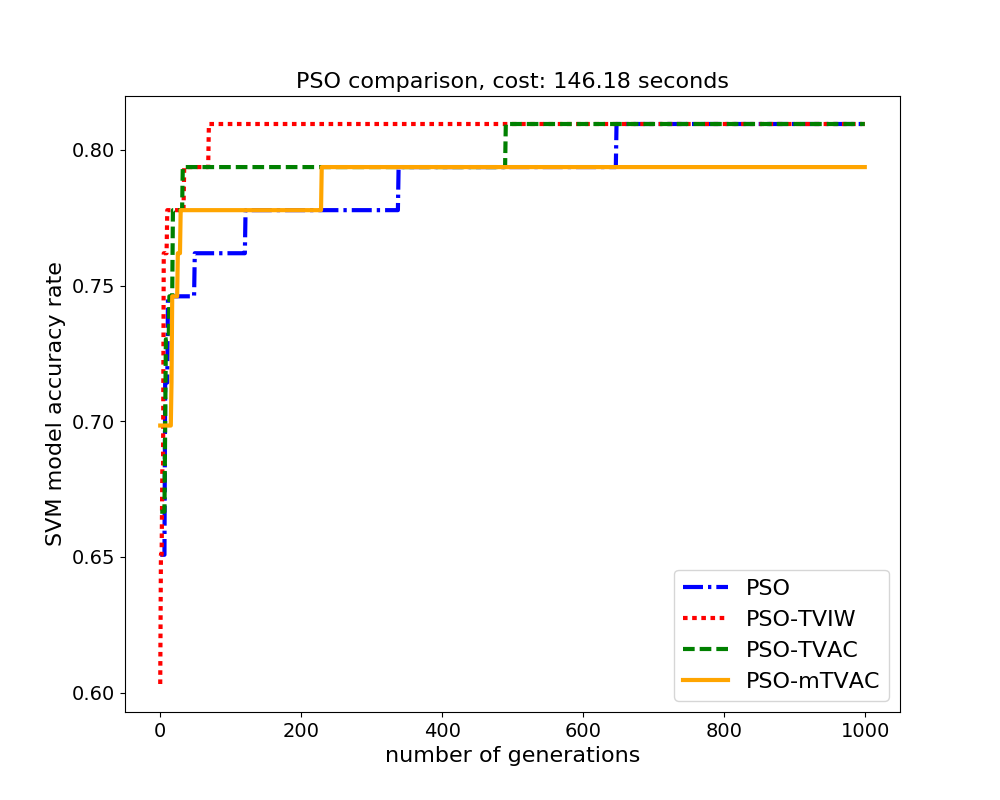 PSO comparison, cost: 146.18 seconds
SVM model accuracy rate
0.80
0.75
0.70
0.65
0.60
0 200 400 600 800 1000
number of generations
PSO
PSO-TVIW
PSO-TVAC
PSO-mTVAC